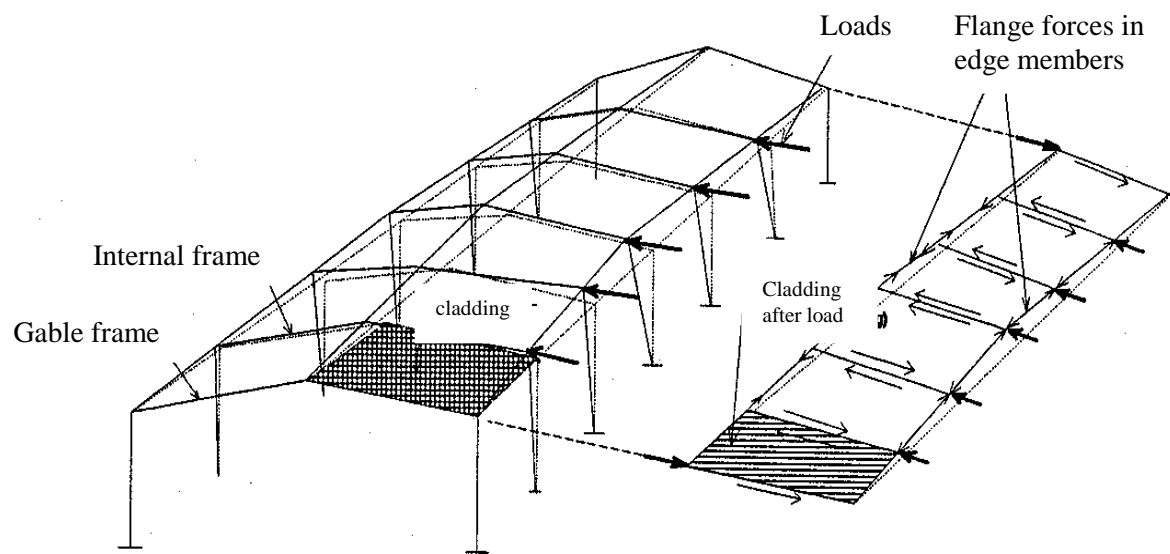 Loads
Flange forces in
edge members
Internal frame
Gable frame
cladding
Cladding
after load